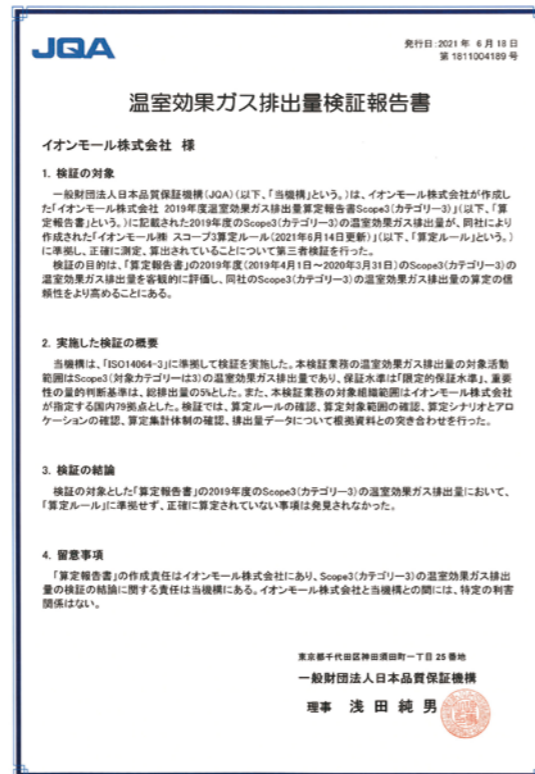 JQA
発行日:2021年 6月18日
第1811004189号
温室効果ガス排出量検証報告書
イオンモール株式会社 様
1. 検証の対象
一般財団法人日本品質保証機構(JQA)(以下、「当機構」という。)は、イオンモール株式会社が作成し
た「イオンモール株式会社 2019年度温室効果ガス排出量算定報告書Scope3(カテゴリー3)」(以下、「算
定報告書」という。)に記載された2019年度のScope3(カテゴリー3)の温室効果ガス排出量が、同社により
作成された「イオンモール㈱ スコープ3算定ルール(2021年6月14日更新)」(以下、「算定ルール」という。)
に準拠し、正確に測定、算出されていることについて第三者検証を行った。
検証の目的は、「算定報告書」の2019年度(2019年4月1日～2020年3月31日)のScope3(カテゴリー3)の
温室効果ガス排出量を客観的に評価し、同社のScope3(カテゴリー3)の温室効果ガス排出量の算定の信
頼性をより高めることにある。
2. 実施した検証の概要
当機構は、「ISO14064-3」に準拠して検証を実施した。本検証業務の温室効果ガス排出量の対象活動
範囲はScope3(対象カテゴリーは3)の温室効果ガス排出量であり、保証水準は「限定的保証水準」、重要
性の量的判断基準は、総排出量の5%とした。また、本検証業務の対象組織範囲はイオンモール株式会社
が指定する国内79拠点とした。検証では、算定ルールの確認、算定対象範囲の確認、算定シナリオとアロ
ケーションの確認、算定集計体制の確認、排出量データについて根拠資料との突き合わせを行った。
3. 検証の結論
検証の対象とした「算定報告書」の2019年度のScope3(カテゴリー3)の温室効果ガス排出量において、
「算定ルール」に準拠せず、正確に算定されていない事項は発見されなかった。
4. 留意事項
「算定報告書」の作成責任はイオンモール株式会社にあり、Scope3(カテゴリー3)の温室効果ガス排出
量の検証の結論に関する責任は当機構にある。イオンモール株式会社と当機構との間には、特定の利害
関係はない。
東京都千代田区神田須田町一丁目25番地
一般財団法人日本品質保証機構
理事 浅田純男